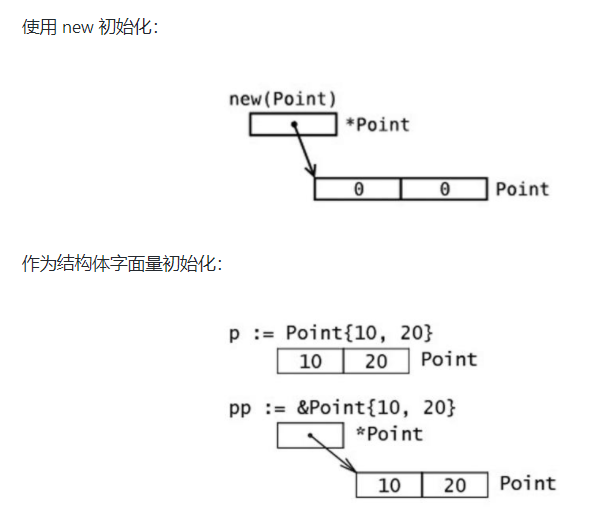 使用 new 初始化：
new(Point)
*Point
0 0 Point
作为结构体字面量初始化：
p := Point{10, 20}
10 20 Point
pp := &Point{10, 20}
*Point
10 20 Point